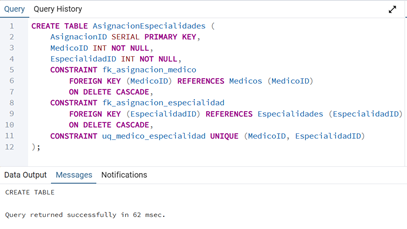 Query Query History
1 CREATE TABLE AsignacionEspecialidades (
2 AsignacionID SERIAL PRIMARY KEY,
3 MedicoID INT NOT NULL,
4 EspecialidadID INT NOT NULL,
5 CONSTRAINT fk_asignacion_medico
6 FOREIGN KEY (MedicoID) REFERENCES Medicos (MedicoID)
7 ON DELETE CASCADE,
8 CONSTRAINT fk_asignacion_especialidad
9 FOREIGN KEY (EspecialidadID) REFERENCES Especialidades (EspecialidadID)
10 ON DELETE CASCADE,
11 CONSTRAINT uq_medico_especialidad UNIQUE (MedicoID, EspecialidadID)
12 );
Data Output Messages Notifications
CREATE TABLE
Query returned successfully in 62 msec.